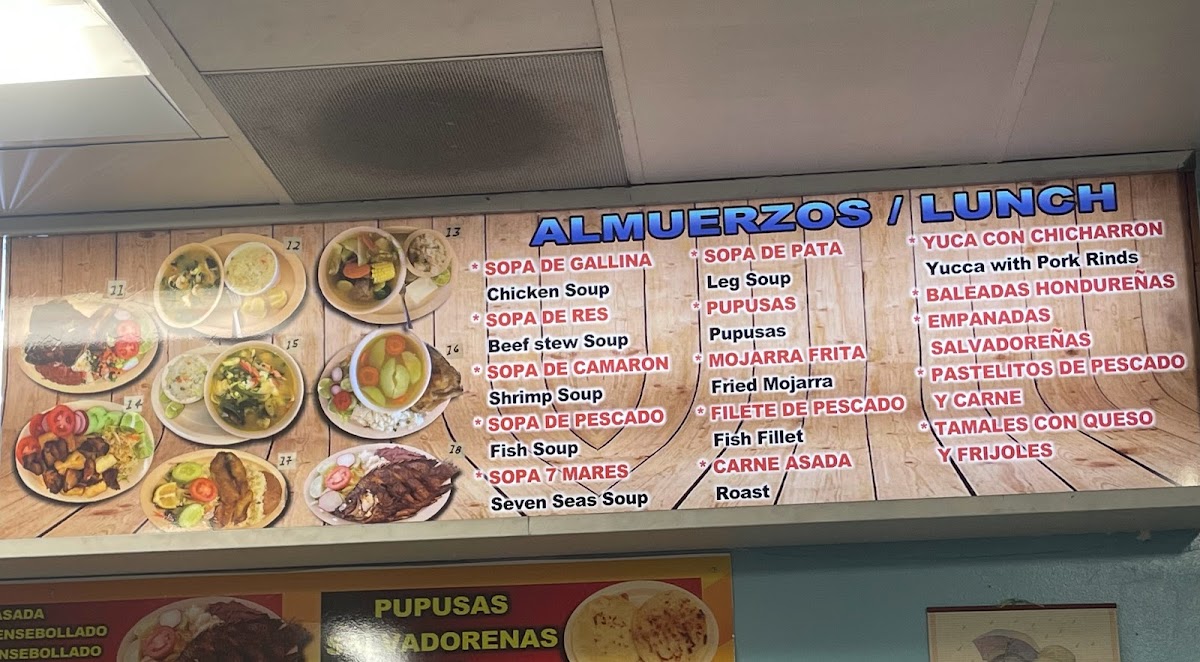 ALMUERZOS / LUNCH
11
12
13
14
15
16
17
18
* SOPA DE GALLINA
Chicken Soup
* SOPA DE RES
Beef stew Soup
* SOPA DE CAMARON
Shrimp Soup
* SOPA DE PESCADO
Fish Soup
* SOPA 7 MARES
Seven Seas Soup
* SOPA DE PATA
Leg Soup
* PUPUSAS
Pupusas
* MOJARRA FRITA
Fried Mojarra
* FILETE DE PESCADO
Fish Fillet
* CARNE ASADA
Roast
* YUCA CON CHICHARRON
Yucca with Pork Rinds
* BALEADAS HONDUREÑAS
* EMPANADAS
SALVADOREÑAS
* PASTELITOS DE PESCADO
Y CARNE
* TAMALES CON QUESO
Y FRIJOLES
ASADA
ENSEBOLLADO
ENSEBOLLADO
PUPUSAS
SALVADORENAS